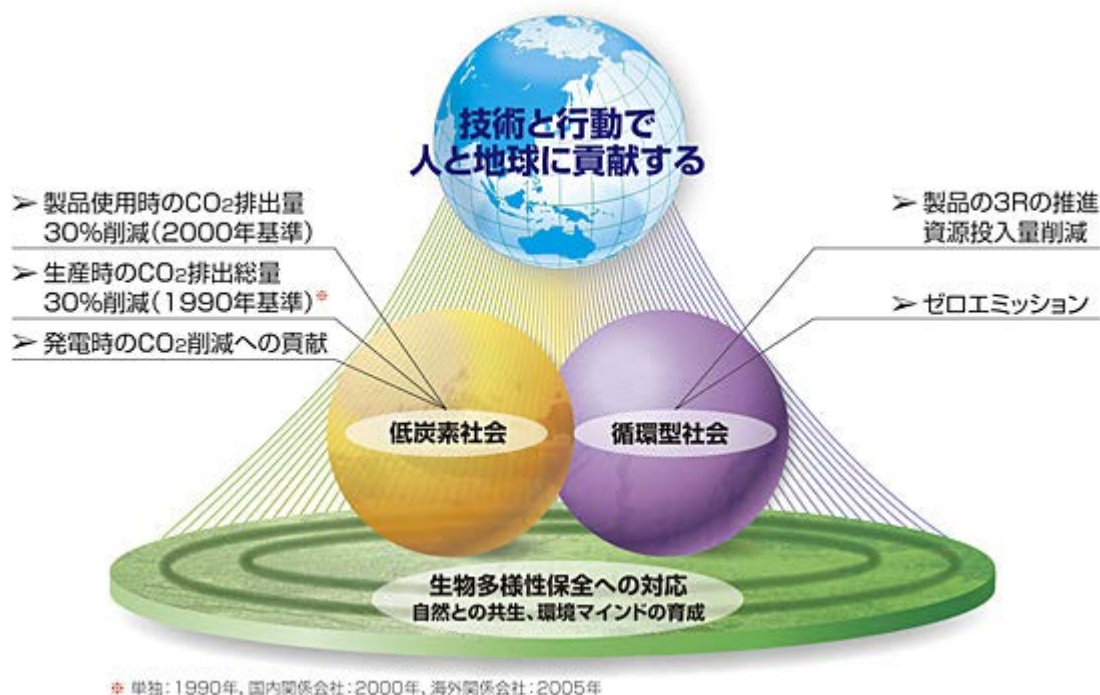 技術と行動で
人と地球に貢献する
➢ 製品使用時のCO₂排出量
30%削減(2000年基準)
➢ 生産時のCO₂排出総量
30%削減(1990年基準)※
➢ 発電時のCO₂削減への貢献
➢ 製品の3Rの推進
資源投入量削減
➢ ゼロエミッション
低炭素社会
循環型社会
生物多様性保全への対応
自然との共生、環境マインドの育成
※ 単独:1990年, 国内関係会社:2000年, 海外関係会社:2005年